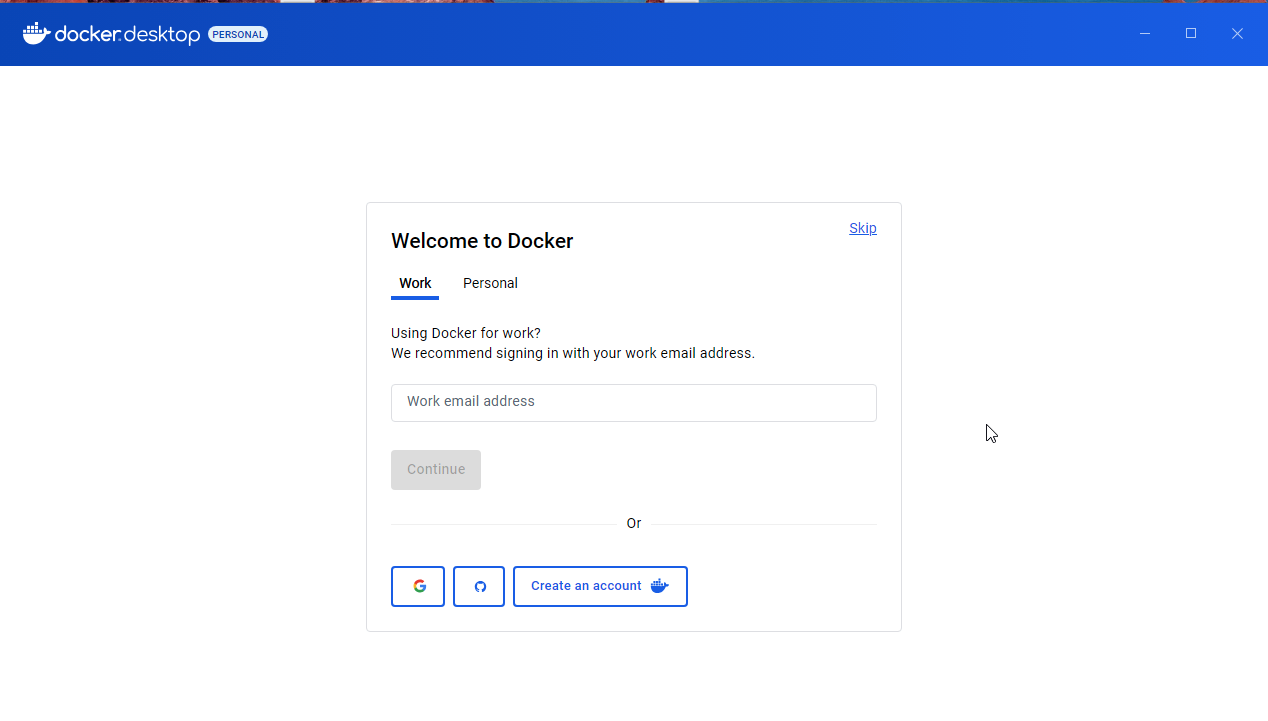 docker desktop PERSONAL
Skip
Welcome to Docker
Work Personal
Using Docker for work?
We recommend signing in with your work email address.
Work email address
Continue
Or
Create an account